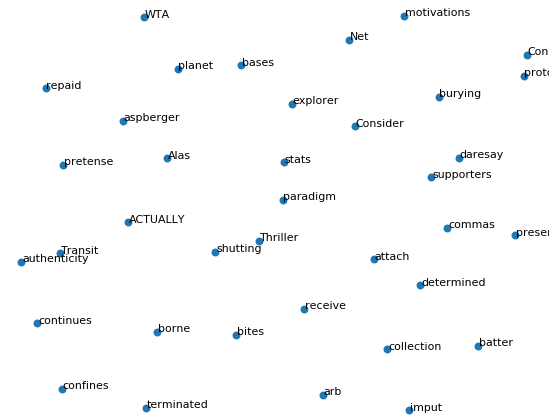 motivations
WTA
Net
Con
planet
bases
proto
repaid
burying
explorer
aspberger
Consider
Alas
daresay
stats
pretense
supporters
paradigm
ACTUALLY
commas
presen
Thriller
shutting
Transit
authenticity
attach
determined
receive
continues
borne
bites
batter
collection
confines
arb
terminated
imput